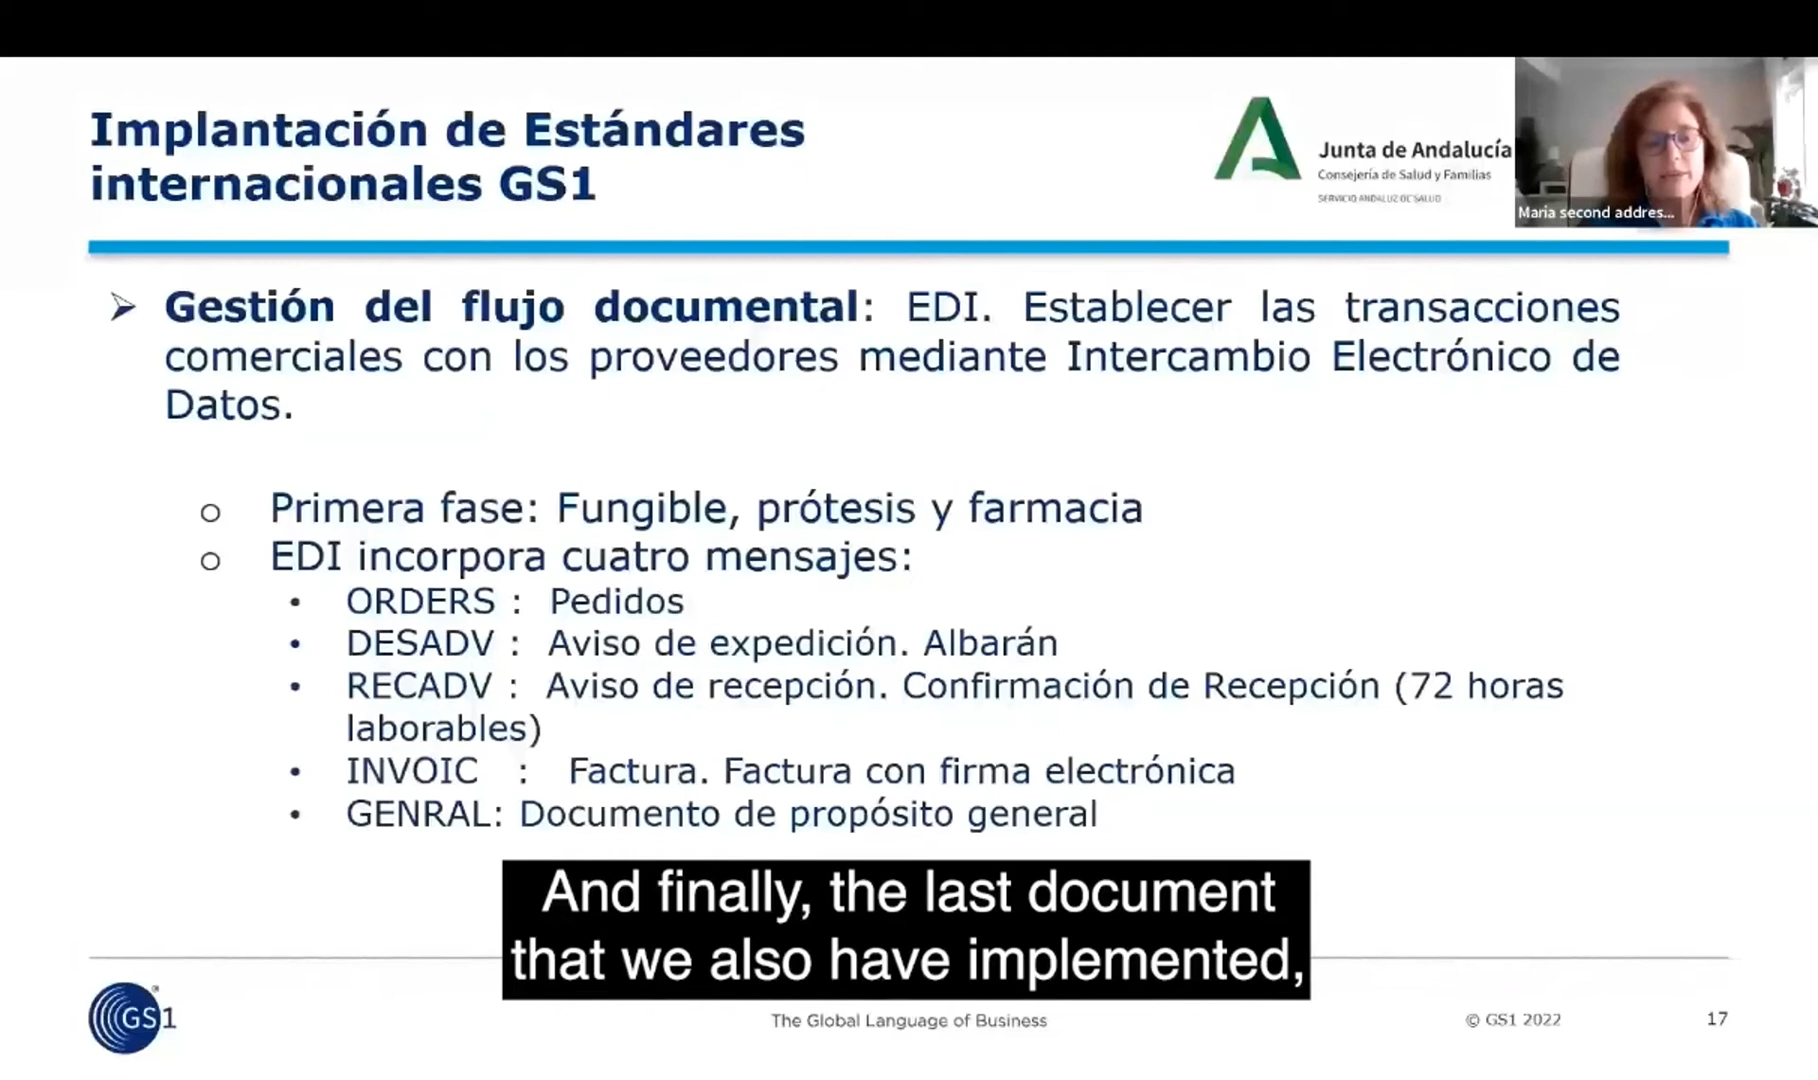 Implantación de Estándares
internacionales GS1
Junta de Andalucía
Consejería de Salud y Familias
SERVICIO ANDALUZ DE SALUD
Maria second addres...
➢ Gestión del flujo documental: EDI. Establecer las transacciones
comerciales con los proveedores mediante Intercambio Electrónico de
Datos.
o Primera fase: Fungible, prótesis y farmacia
o EDI incorpora cuatro mensajes:
• ORDERS : Pedidos
• DESADV : Aviso de expedición. Albarán
• RECADV : Aviso de recepción. Confirmación de Recepción (72 horas
laborables)
• INVOIC : Factura. Factura con firma electrónica
• GENRAL: Documento de propósito general
And finally, the last document
that we also have implemented,
GS1
The Global Language of Business
© GS1 2022
17